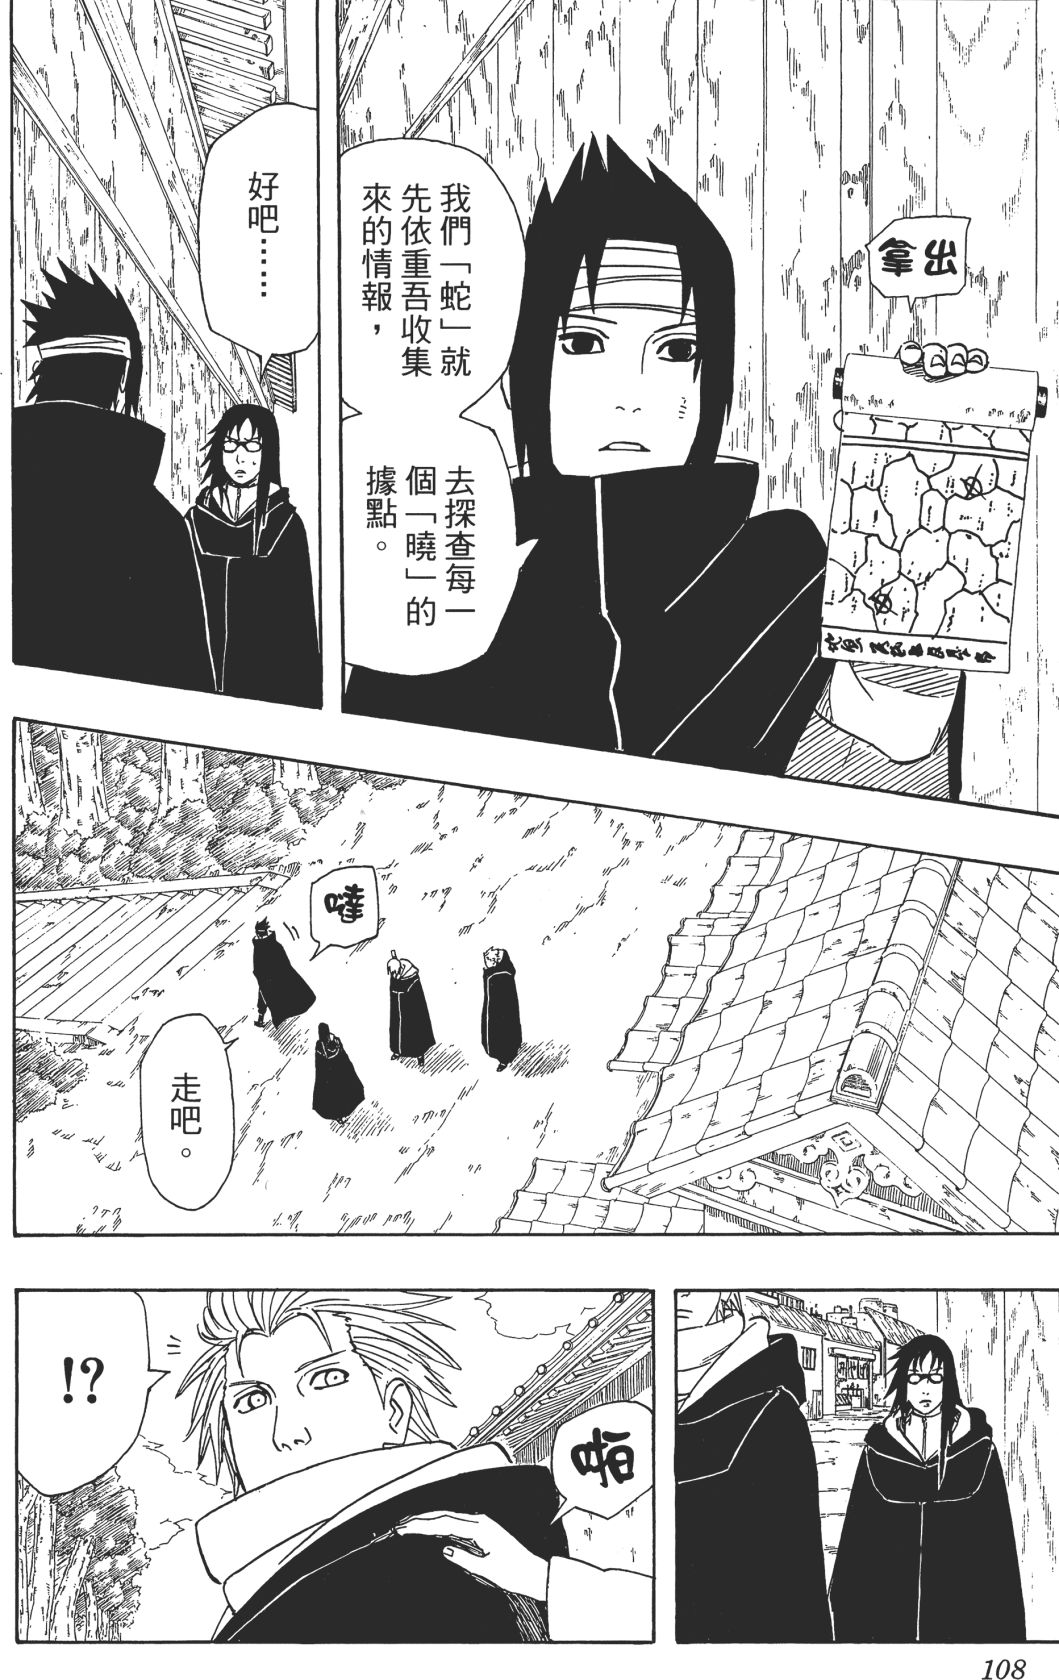 拿出
我們「蛇」就
先依重吾收集
來的情報，
去探查每一
個「曉」的
據點。
好吧……
噠
走吧。
啪
!?
108